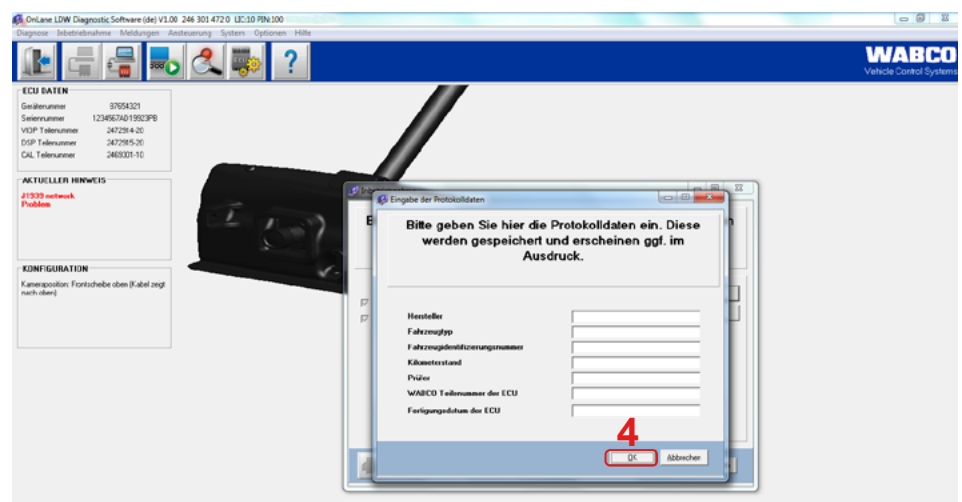 OnLane LDW Diagnostic Software (de) V1.00 246 301 472 0 LIC:10 PIN:100
Diagnose Inbetriebnahme Meldungen Ansteuerung System Optionen Hilfe
WABCO
Vehicle Control Systems
ECU DATEN
Gerätenummer 87654321
Seriennummer 1234567AD19923PB
VIOP Teilenummer 2472914-20
DSP Teilenummer 2472915-20
CAL Teilenummer 2469301-10
AKTUELLER HINWEIS
J1939 network
Problem
KONFIGURATION
Kameraposition: Frontscheibe oben (Kabel zeigt
nach oben)
Eingabe der Protokolldaten
Bitte geben Sie hier die Protokolldaten ein. Diese
werden gespeichert und erscheinen ggf. im
Ausdruck.
Hersteller
Fahrzeugtyp
Fahrzeugidentifizierungsnummer
Kilometerstand
Prüfer
WABCO Teilenummer der ECU
Fertigungsdatum der ECU
4
OK Abbrechen